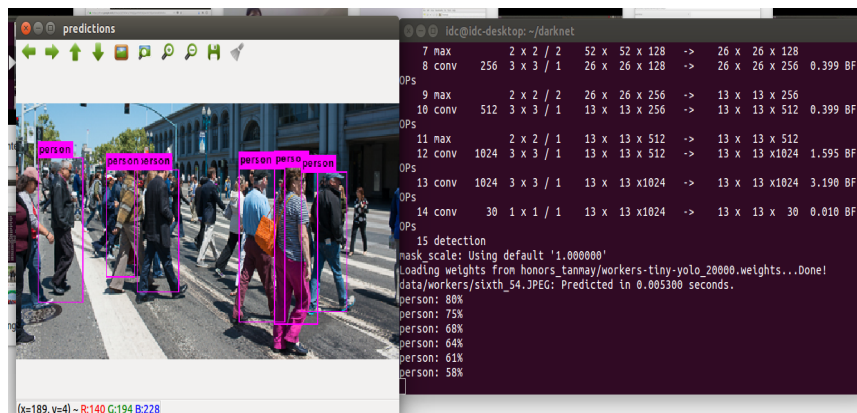 predictions
person
person
person
person
person
person
(x=189, y=4) ~ R:140 G:194 B:228
idc@idc-desktop: ~/darknet
7 max 2 x 2 / 2 52 x 52 x 128 -> 26 x 26 x 128
8 conv 256 3 x 3 / 1 26 x 26 x 128 -> 26 x 26 x 256 0.399 BF
OPs
9 max 2 x 2 / 2 26 x 26 x 256 -> 13 x 13 x 256
10 conv 512 3 x 3 / 1 13 x 13 x 256 -> 13 x 13 x 512 0.399 BF
OPs
11 max 2 x 2 / 1 13 x 13 x 512 -> 13 x 13 x 512
12 conv 1024 3 x 3 / 1 13 x 13 x 512 -> 13 x 13 x1024 1.595 BF
OPs
13 conv 1024 3 x 3 / 1 13 x 13 x1024 -> 13 x 13 x1024 3.190 BF
OPs
14 conv 30 1 x 1 / 1 13 x 13 x1024 -> 13 x 13 x 30 0.010 BF
OPs
15 detection
mask_scale: Using default '1.000000'
Loading weights from honors_tanmay/workers-tiny-yolo_20000.weights...Done!
data/workers/sixth_54.JPEG: Predicted in 0.005300 seconds.
person: 80%
person: 75%
person: 68%
person: 64%
person: 61%
person: 58%